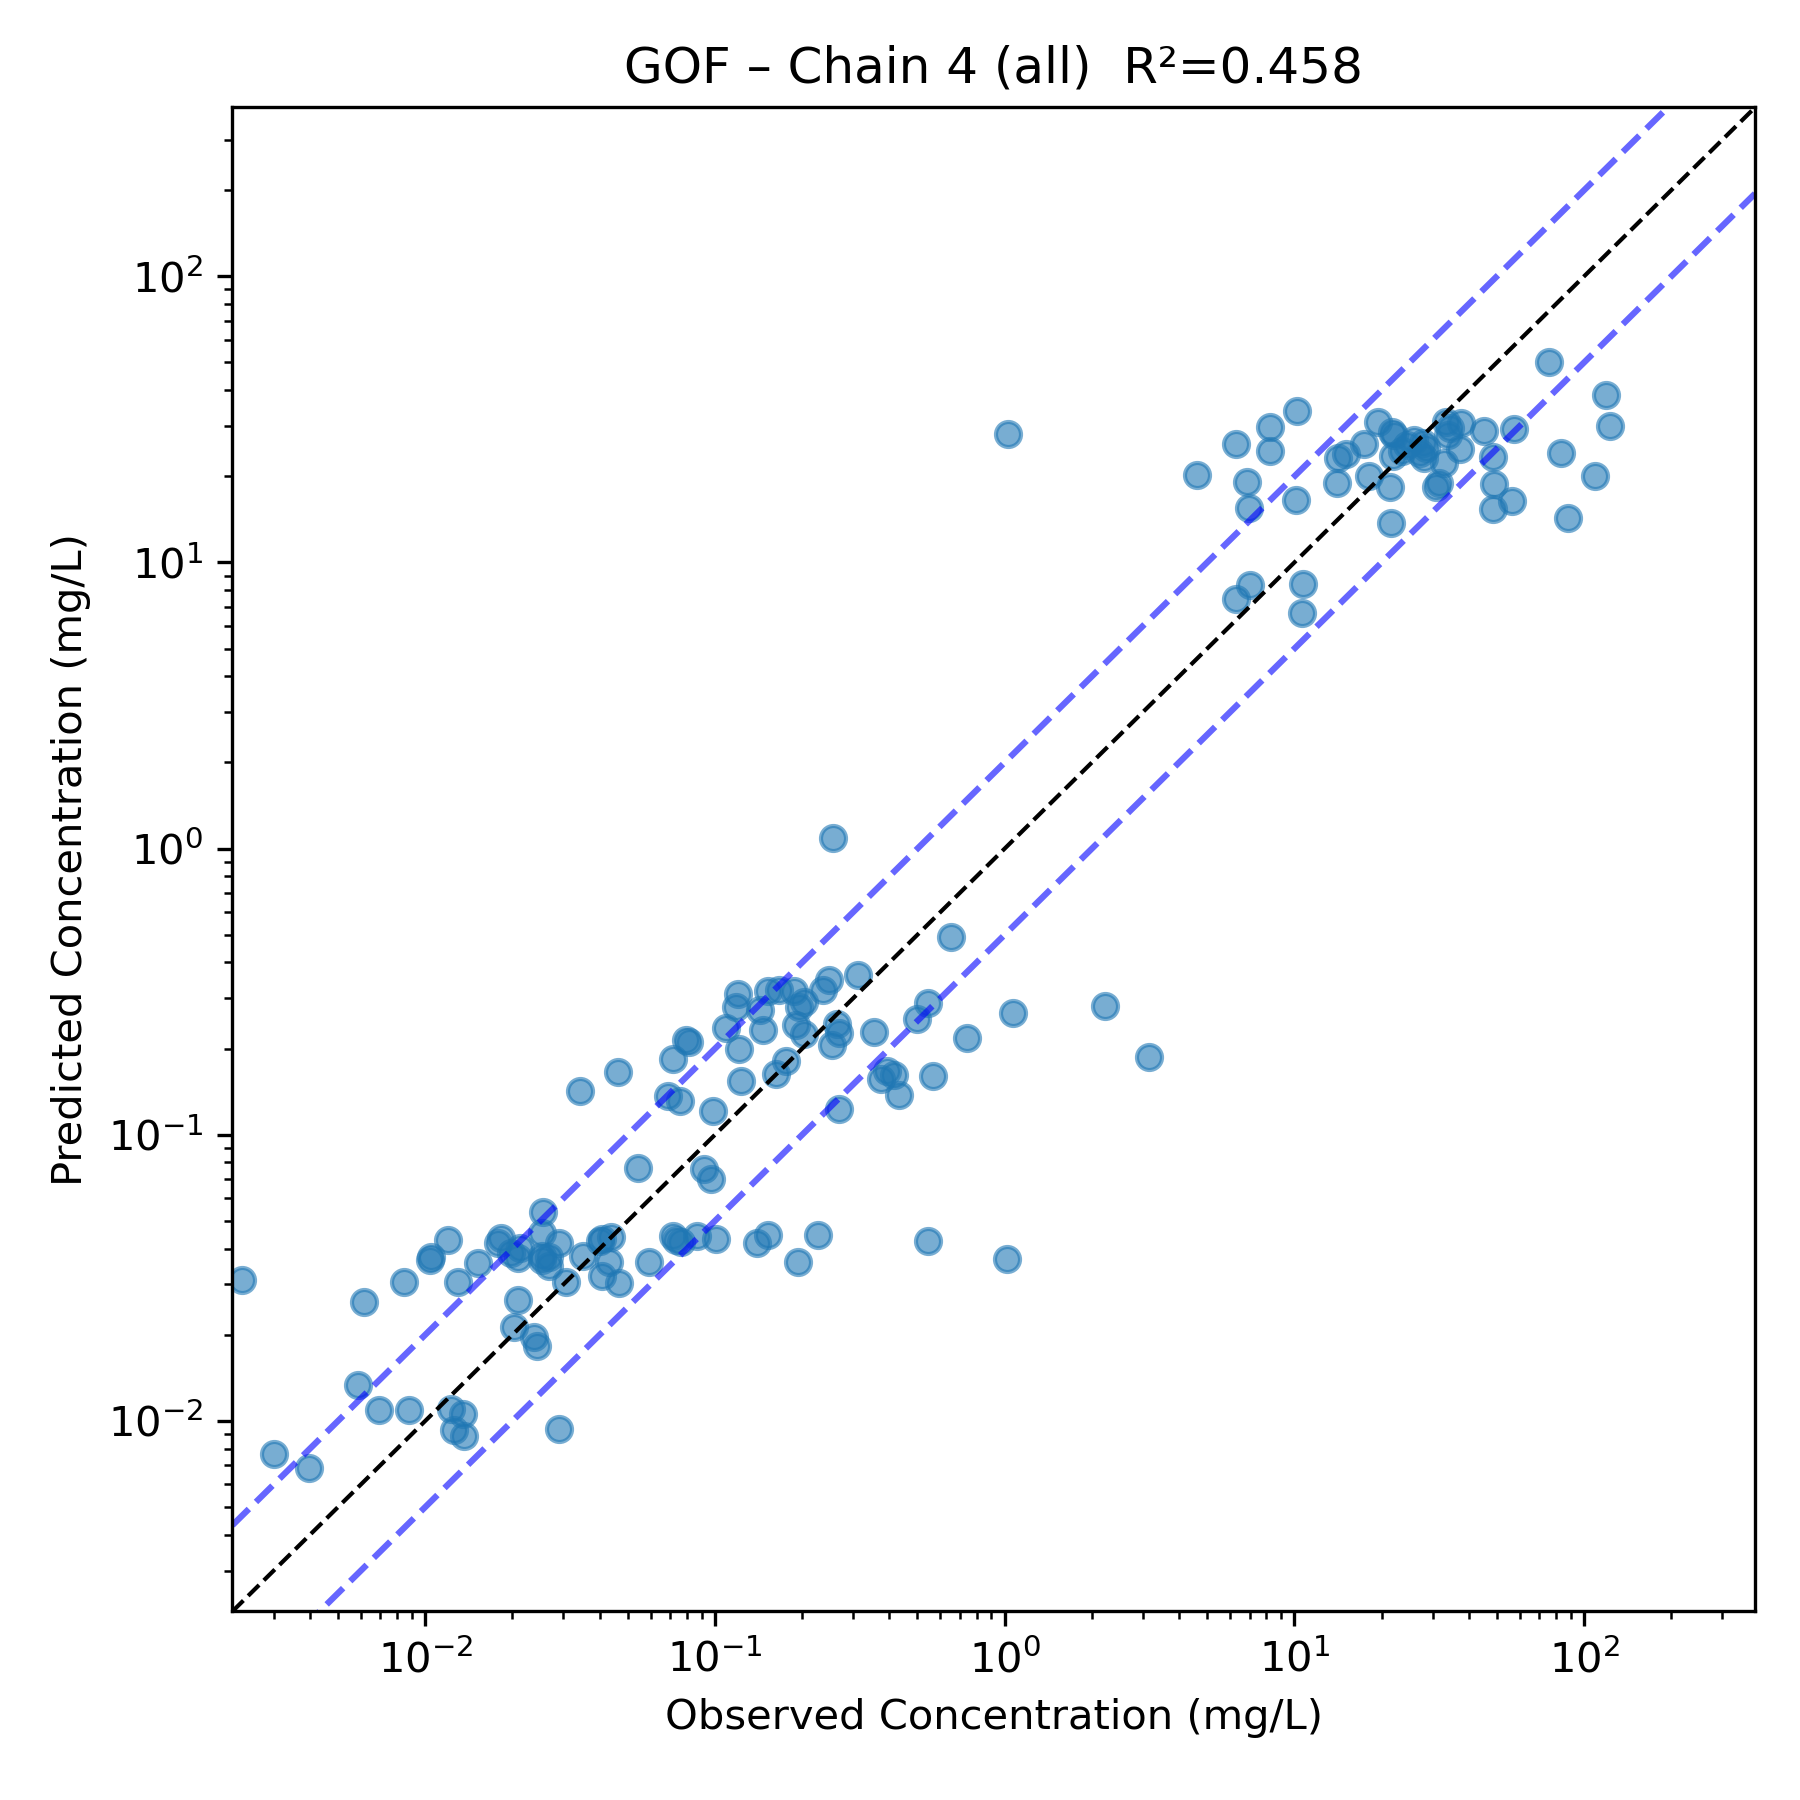 GOF – Chain 4 (all)  R²=0.458
Predicted Concentration (mg/L)
10²
10¹
10⁰
10⁻¹
10⁻²
10⁻² 10⁻¹ 10⁰ 10¹ 10²
Observed Concentration (mg/L)